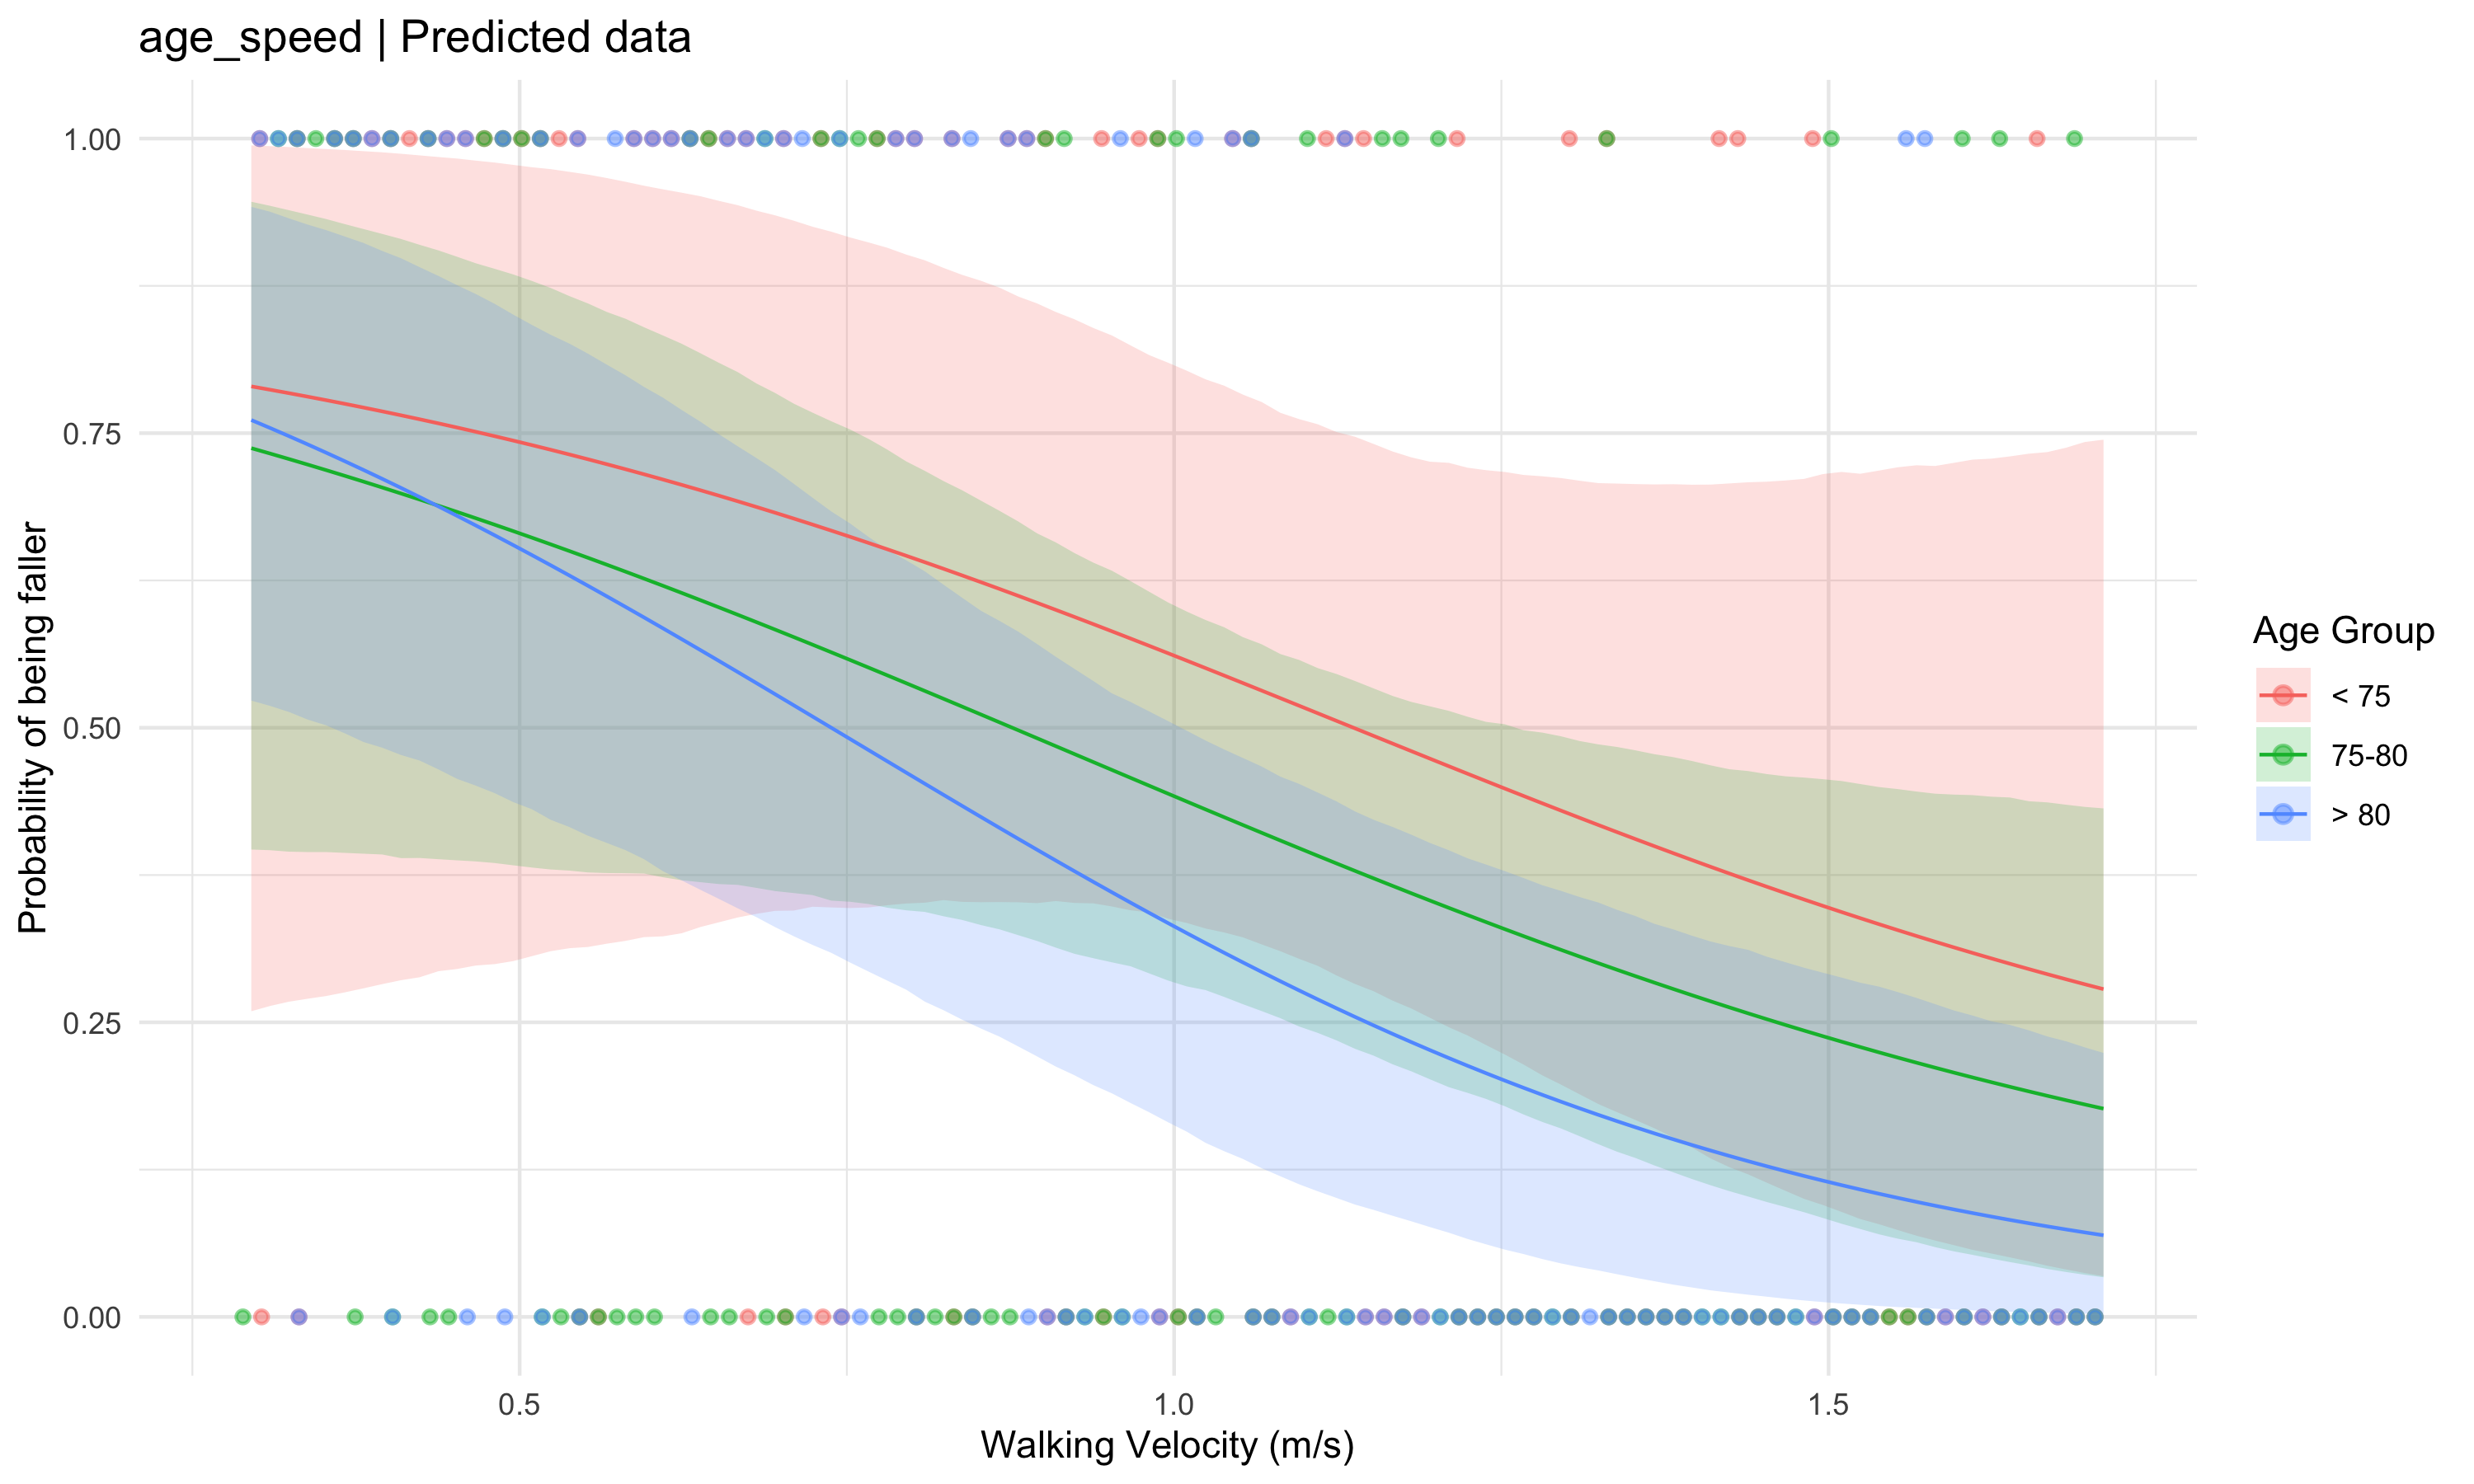 age_speed | Predicted data
Probability of being faller
1.00
0.75
0.50
0.25
0.00
0.5
1.0
1.5
Walking Velocity (m/s)
Age Group
< 75
75-80
> 80